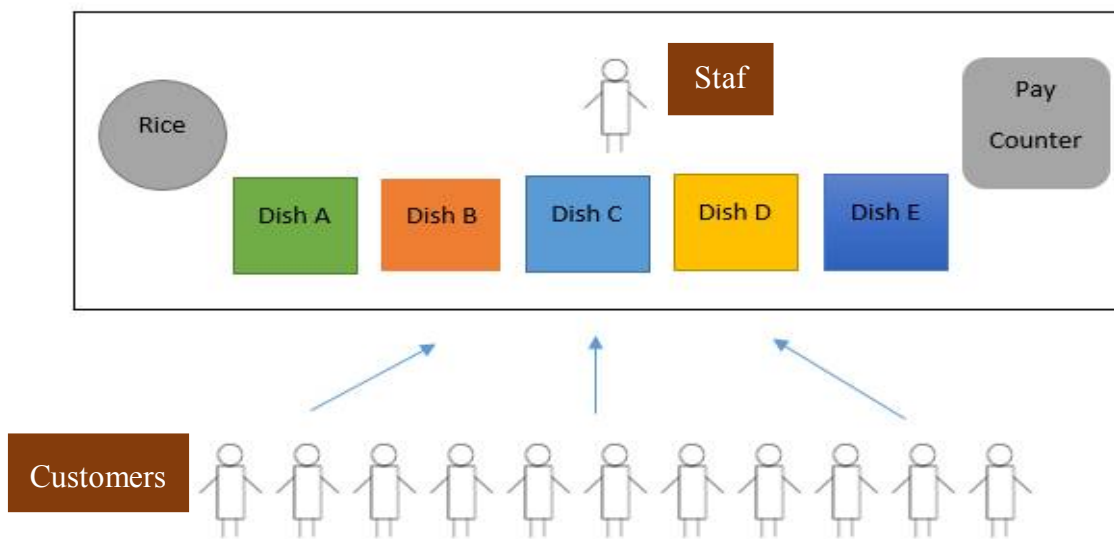 Staf
Rice
Pay
Counter
Dish A
Dish B
Dish C
Dish D
Dish E
Customers